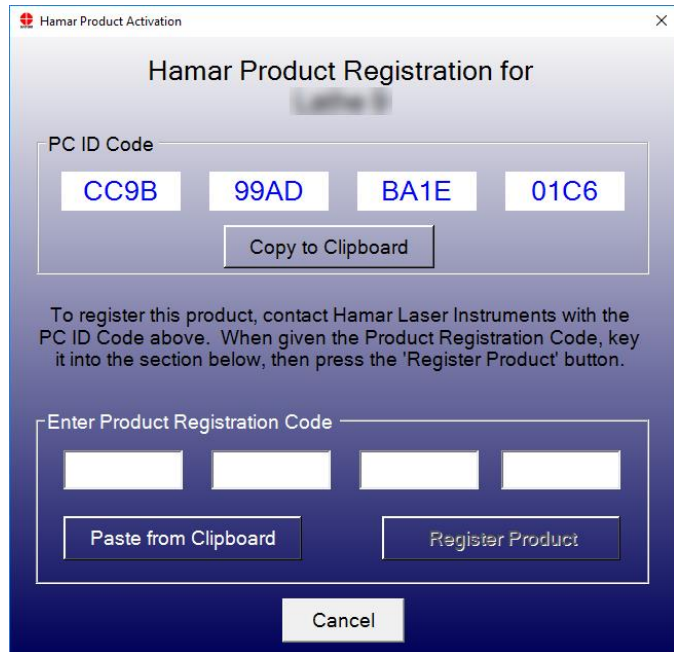 Hamar Product Activation
Hamar Product Registration for
PC ID Code
CC9B 99AD BA1E 01C6
Copy to Clipboard
To register this product, contact Hamar Laser Instruments with the
PC ID Code above. When given the Product Registration Code, key
it into the section below, then press the 'Register Product' button.
Enter Product Registration Code
Paste from Clipboard Register Product
Cancel